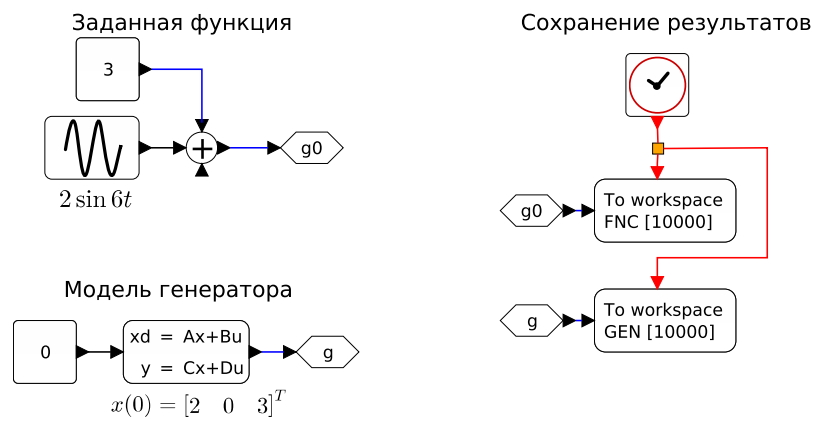 Заданная функция
3
+
g0
2 sin 6t
Модель генератора
0
xd = Ax+Bu
y = Cx+Du
g
x(0) = [2 0 3]^T
Сохранение результатов
g0
To workspace
FNC [10000]
g
To workspace
GEN [10000]